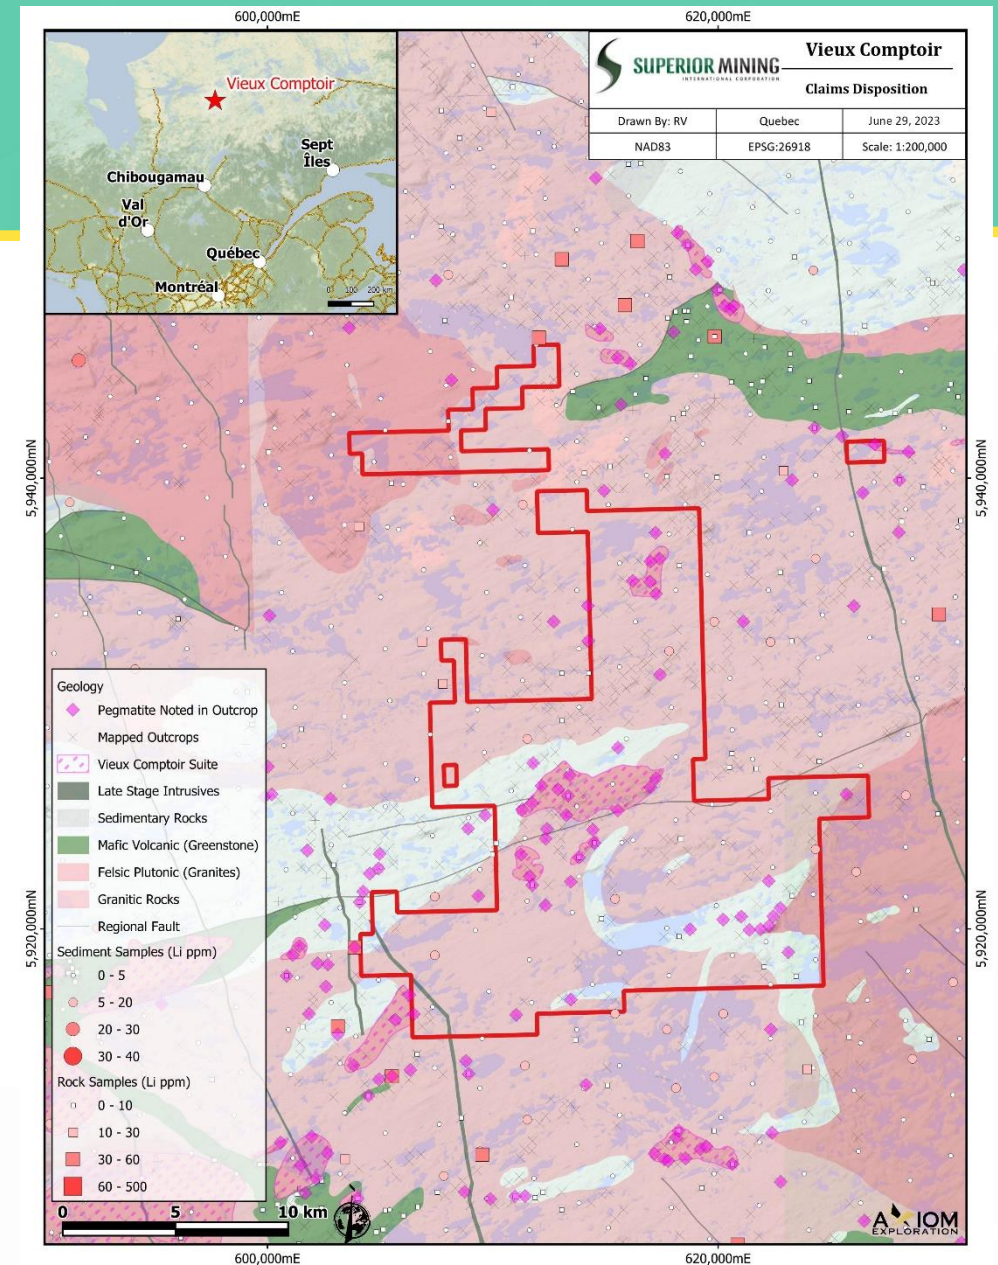 600,000mE
620,000mE
SUPERIOR MINING
INTERNATIONAL CORPORATION
Vieux Comptoir
Claims Disposition
Drawn By: RV
Quebec
June 29, 2023
NAD83
EPSG:26918
Scale: 1:200,000
Vieux Comptoir
Sept
Îles
Chibougamau
Val
d'Or
Québec
Montréal
0 100 200 km
5,940,000mN
5,940,000mN
5,920,000mN
5,920,000mN
Geology
Pegmatite Noted in Outcrop
Mapped Outcrops
Vieux Comptoir Suite
Late Stage Intrusives
Sedimentary Rocks
Mafic Volcanic (Greenstone)
Felsic Plutonic (Granites)
Granitic Rocks
Regional Fault
Sediment Samples (Li ppm)
0 - 5
5 - 20
20 - 30
30 - 40
Rock Samples (Li ppm)
0 - 10
10 - 30
30 - 60
60 - 500
0 5 10 km
AXIOM
EXPLORATION
600,000mE
620,000mE